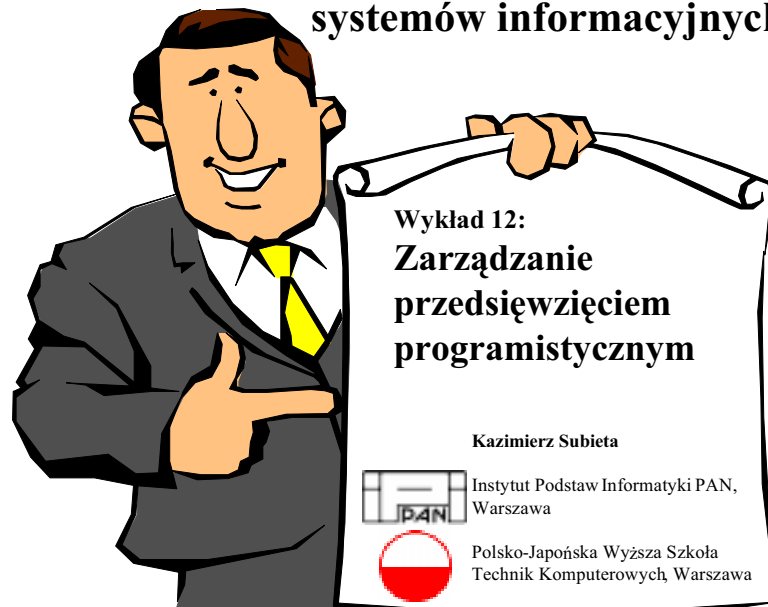 systemów informacyjnych
Wykład 12:
Zarządzanie
przedsięwzięciem
programistycznym
Kazimierz Subieta
PAN
Instytut Podstaw Informatyki PAN,
Warszawa
Polsko-Japońska Wyższa Szkoła
Technik Komputerowych, Warszawa